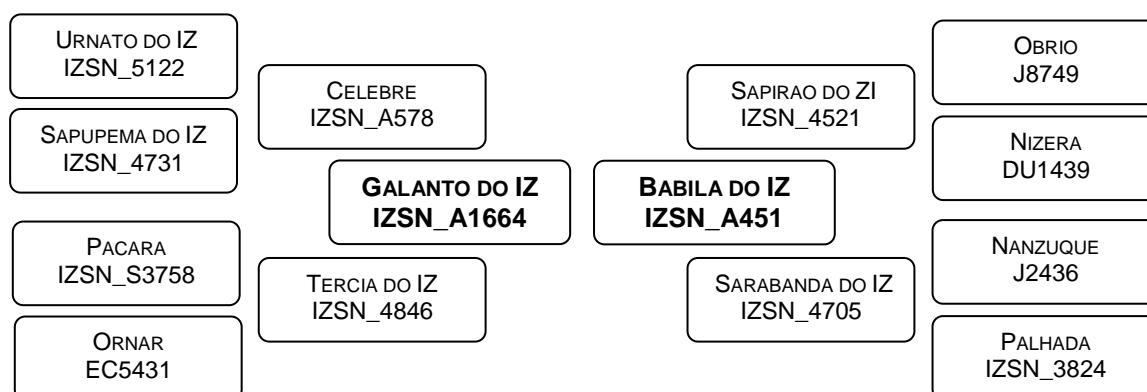 URNATO DO IZ
IZSN_5122
SAPUPEMA DO IZ
IZSN_4731
PACARA
IZSN_S3758
ORNAR
EC5431
CELEBRE
IZSN_A578
TERCIA DO IZ
IZSN_4846
GALANTO DO IZ
IZSN_A1664
BABILA DO IZ
IZSN_A451
SAPIRAO DO ZI
IZSN_4521
SARABANDA DO IZ
IZSN_4705
OBRIO
J8749
NIZERA
DU1439
NANZUQUE
J2436
PALHADA
IZSN_3824